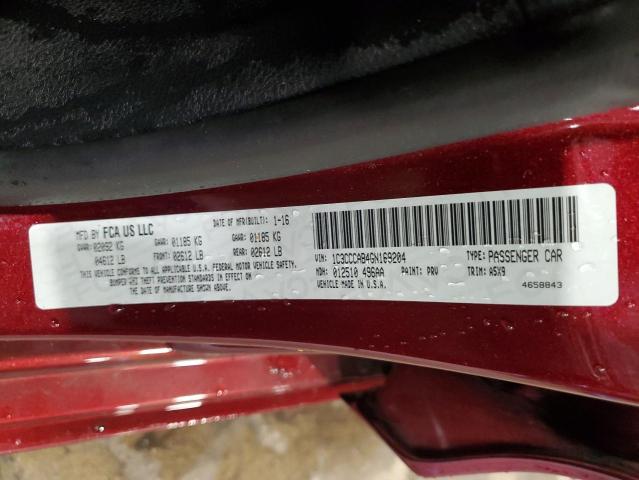 MFD BY FCA US LLC
DATE OF MFR(BUILT): 1-16
GVWR: 02092 KG
GAWR: 01185 KG
GAWR: 01185 KG
04612 LB
FRONT: 02612 LB
REAR: 02612 LB
THIS VEHICLE CONFORMS TO ALL APPLICABLE U.S.A. FEDERAL MOTOR VEHICLE SAFETY,
BUMPER AND THEFT PREVENTION STANDARDS IN EFFECT ON
THE DATE OF MANUFACTURE SHOWN ABOVE.
VIN: 1C3CCCAB4GN169204
TYPE: PASSENGER CAR
MDH: 012510 496AA
PAINT: PRV
TRIM: A5X9
MADE IN U.S.A.
4658843